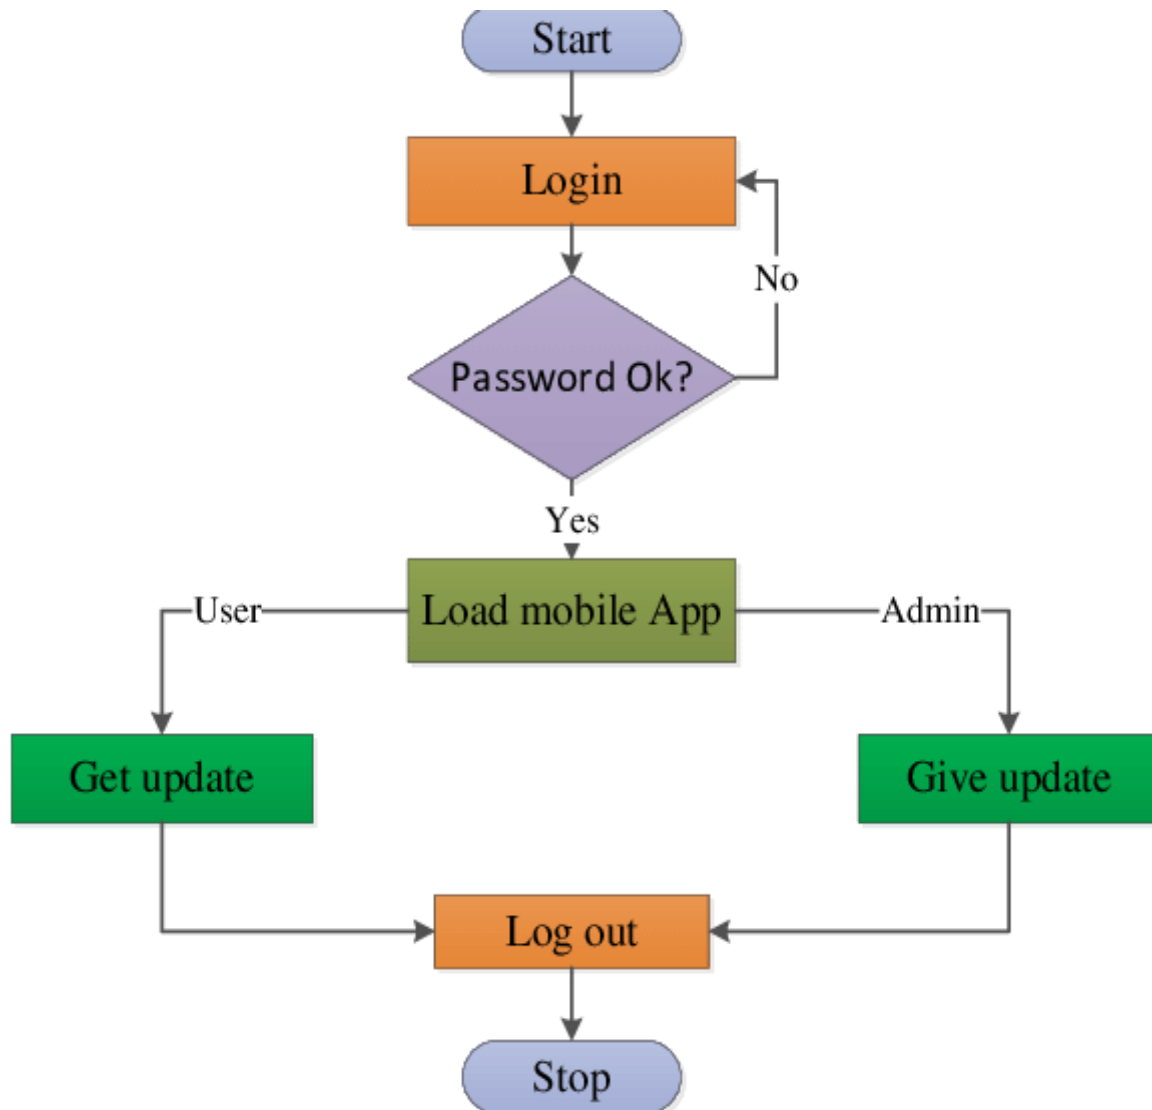 Start
Login
No
Password Ok?
Yes
User
Load mobile App
Admin
Get update
Give update
Log out
Stop